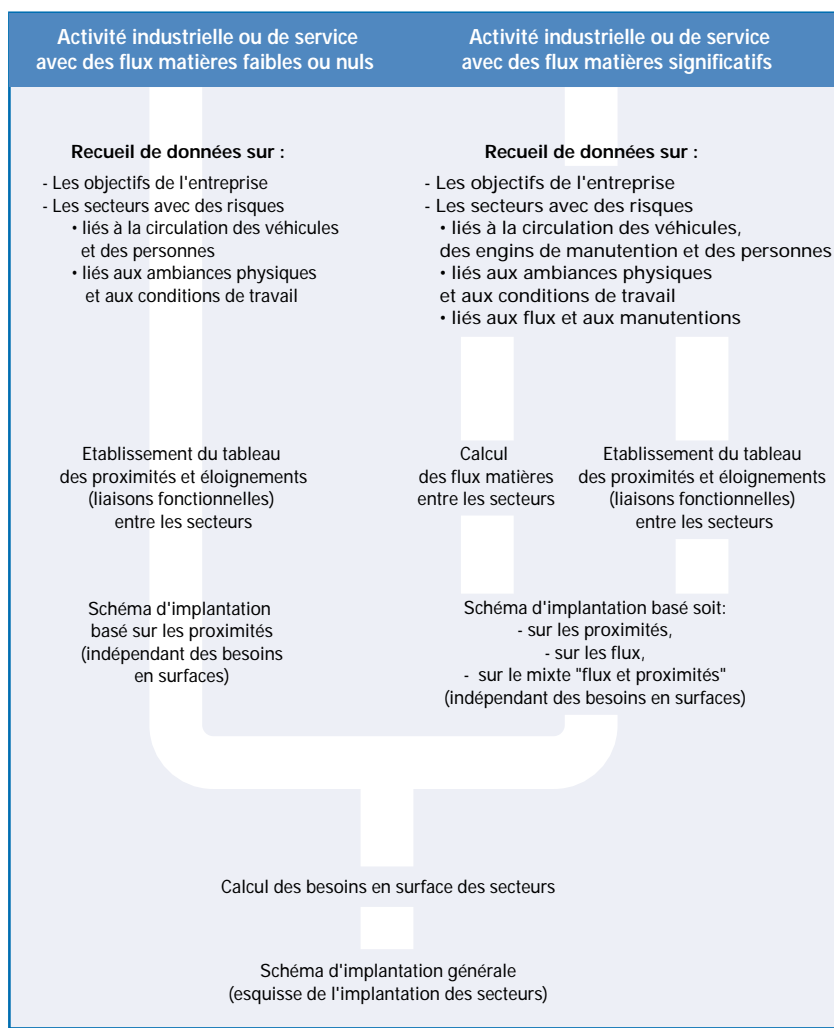 Activité industrielle ou de service
avec des flux matières faibles ou nuls
Recueil de données sur :
- Les objectifs de l'entreprise
- Les secteurs avec des risques
• liés à la circulation des véhicules
et des personnes
• liés aux ambiances physiques
et aux conditions de travail
Etablissement du tableau
des proximités et éloignements
(liaisons fonctionnelles)
entre les secteurs
Schéma d'implantation
basé sur les proximités
(indépendant des besoins
en surfaces)
Activité industrielle ou de service
avec des flux matières significatifs
Recueil de données sur :
- Les objectifs de l'entreprise
- Les secteurs avec des risques
• liés à la circulation des véhicules,
des engins de manutention et des personnes
• liés aux ambiances physiques
et aux conditions de travail
• liés aux flux et aux manutentions
Calcul
des flux matières
entre les secteurs
Etablissement du tableau
des proximités et éloignements
(liaisons fonctionnelles)
entre les secteurs
Schéma d'implantation basé soit:
- sur les proximités,
- sur les flux,
- sur le mixte "flux et proximités"
(indépendant des besoins en surfaces)
Calcul des besoins en surface des secteurs
Schéma d'implantation générale
(esquisse de l'implantation des secteurs)